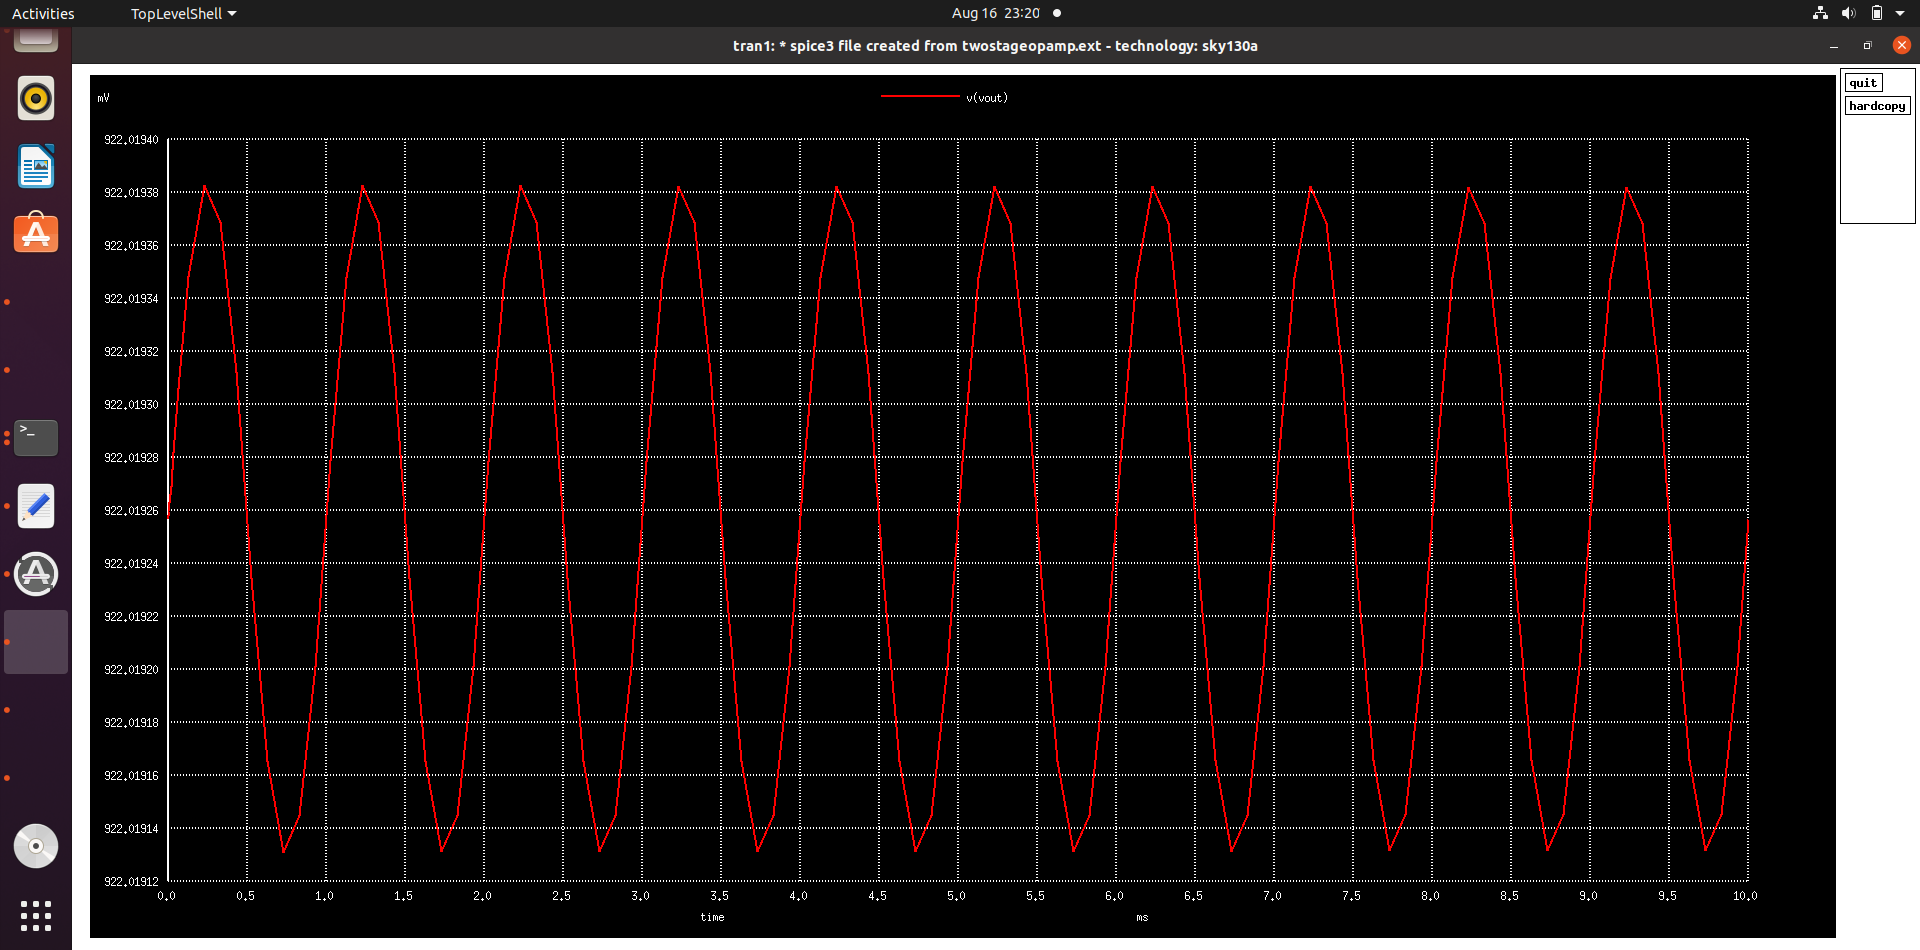 Activities TopLevelShell Aug 16 23:20
tran1: * spice3 file created from twostageopamp.ext - technology: sky130a
quit
hardcopy
mV v(vout)
922.01940
922.01938
922.01936
922.01934
922.01932
922.01930
922.01928
922.01926
922.01924
922.01922
922.01920
922.01918
922.01916
922.01914
922.01912
0.0 0.5 1.0 1.5 2.0 2.5 3.0 3.5 4.0 4.5 5.0 5.5 6.0 6.5 7.0 7.5 8.0 8.5 9.0 9.5 10.0
time ms